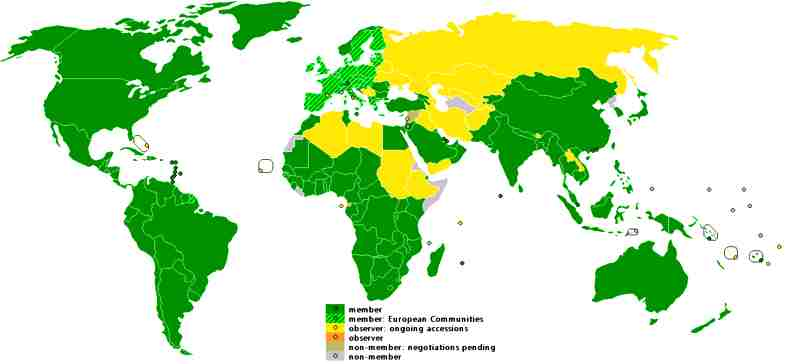 member
member: European Communities
observer: ongoing accessions
observer
non-member: negotiations pending
non-member